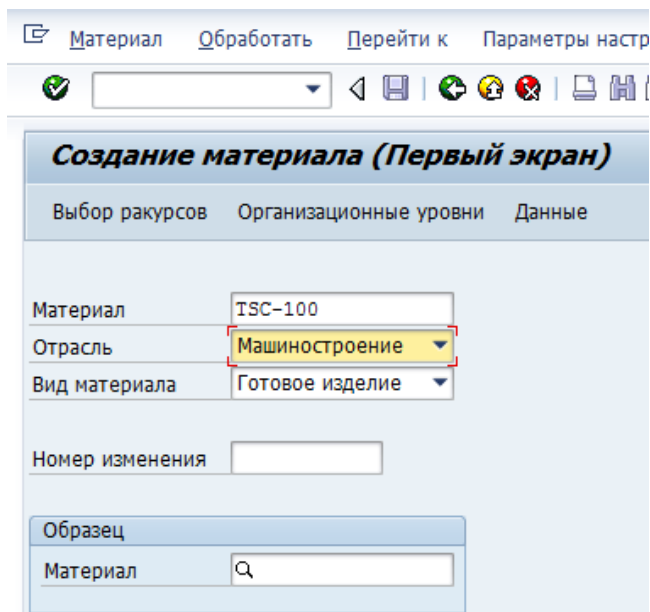 Материал Обработать Перейти к Параметры настр
Создание материала (Первый экран)
Выбор ракурсов Организационные уровни Данные
Материал TSC-100
Отрасль Машиностроение
Вид материала Готовое изделие
Номер изменения
Образец
Материал